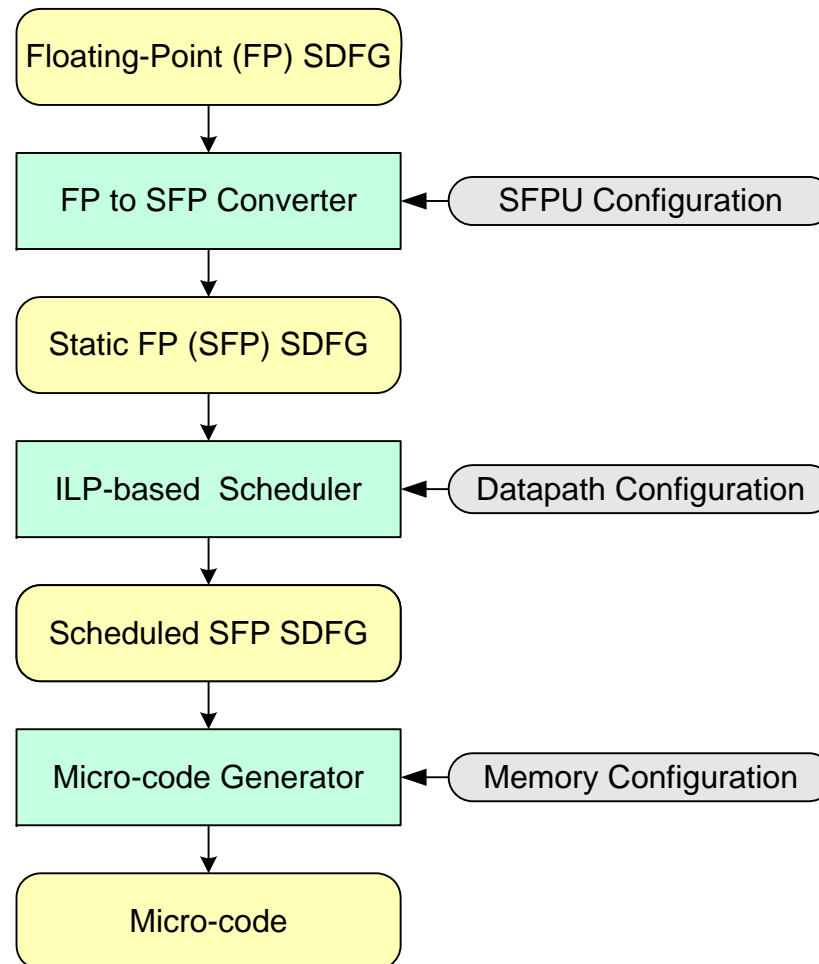 Floating-Point (FP) SDFG
FP to SFP Converter
SFPU Configuration
Static FP (SFP) SDFG
ILP-based  Scheduler
Datapath Configuration
Scheduled SFP SDFG
Micro-code Generator
Memory Configuration
Micro-code